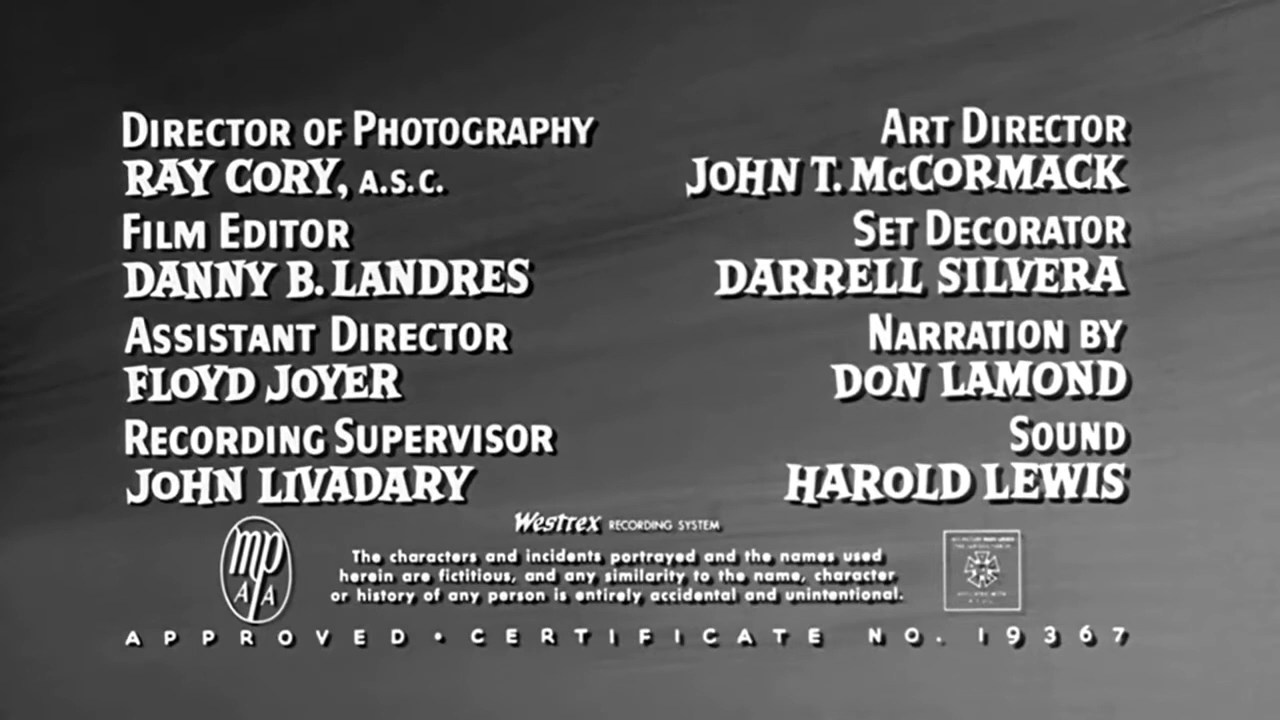 DIRECTOR OF PHOTOGRAPHY
RAY CORY, A.S.C.
FILM EDITOR
DANNY B. LANDRES
ASSISTANT DIRECTOR
FLOYD JOYER
RECORDING SUPERVISOR
JOHN LIVADARY
ART DIRECTOR
JOHN T. McCORMACK
SET DECORATOR
DARRELL SILVERA
NARRATION BY
DON LAMOND
SOUND
HAROLD LEWIS
Westrex RECORDING SYSTEM
mp
AA
The characters and incidents portrayed and the names used
herein are fictitious, and any similarity to the name, character
or history of any person is entirely accidental and unintentional.
APPROVED • CERTIFICATE NO. 19367